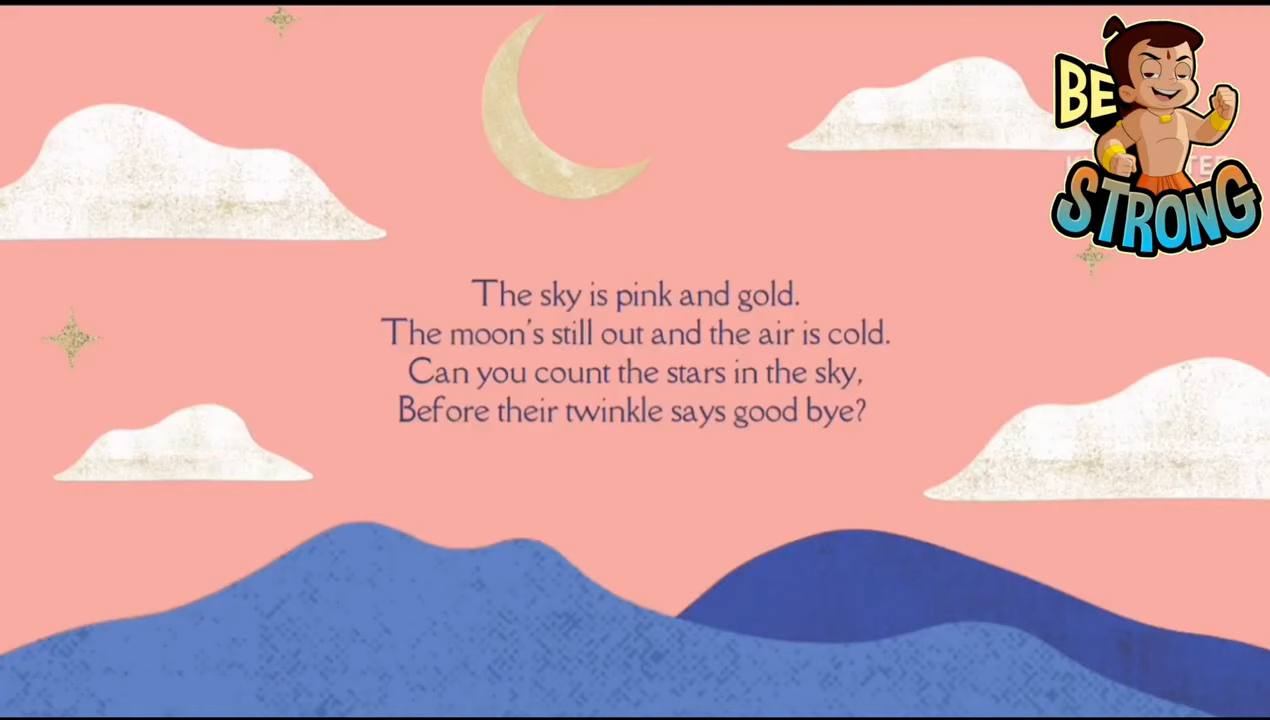 BE
STRONG
The sky is pink and gold.
The moon's still out and the air is cold.
Can you count the stars in the sky,
Before their twinkle says good bye?